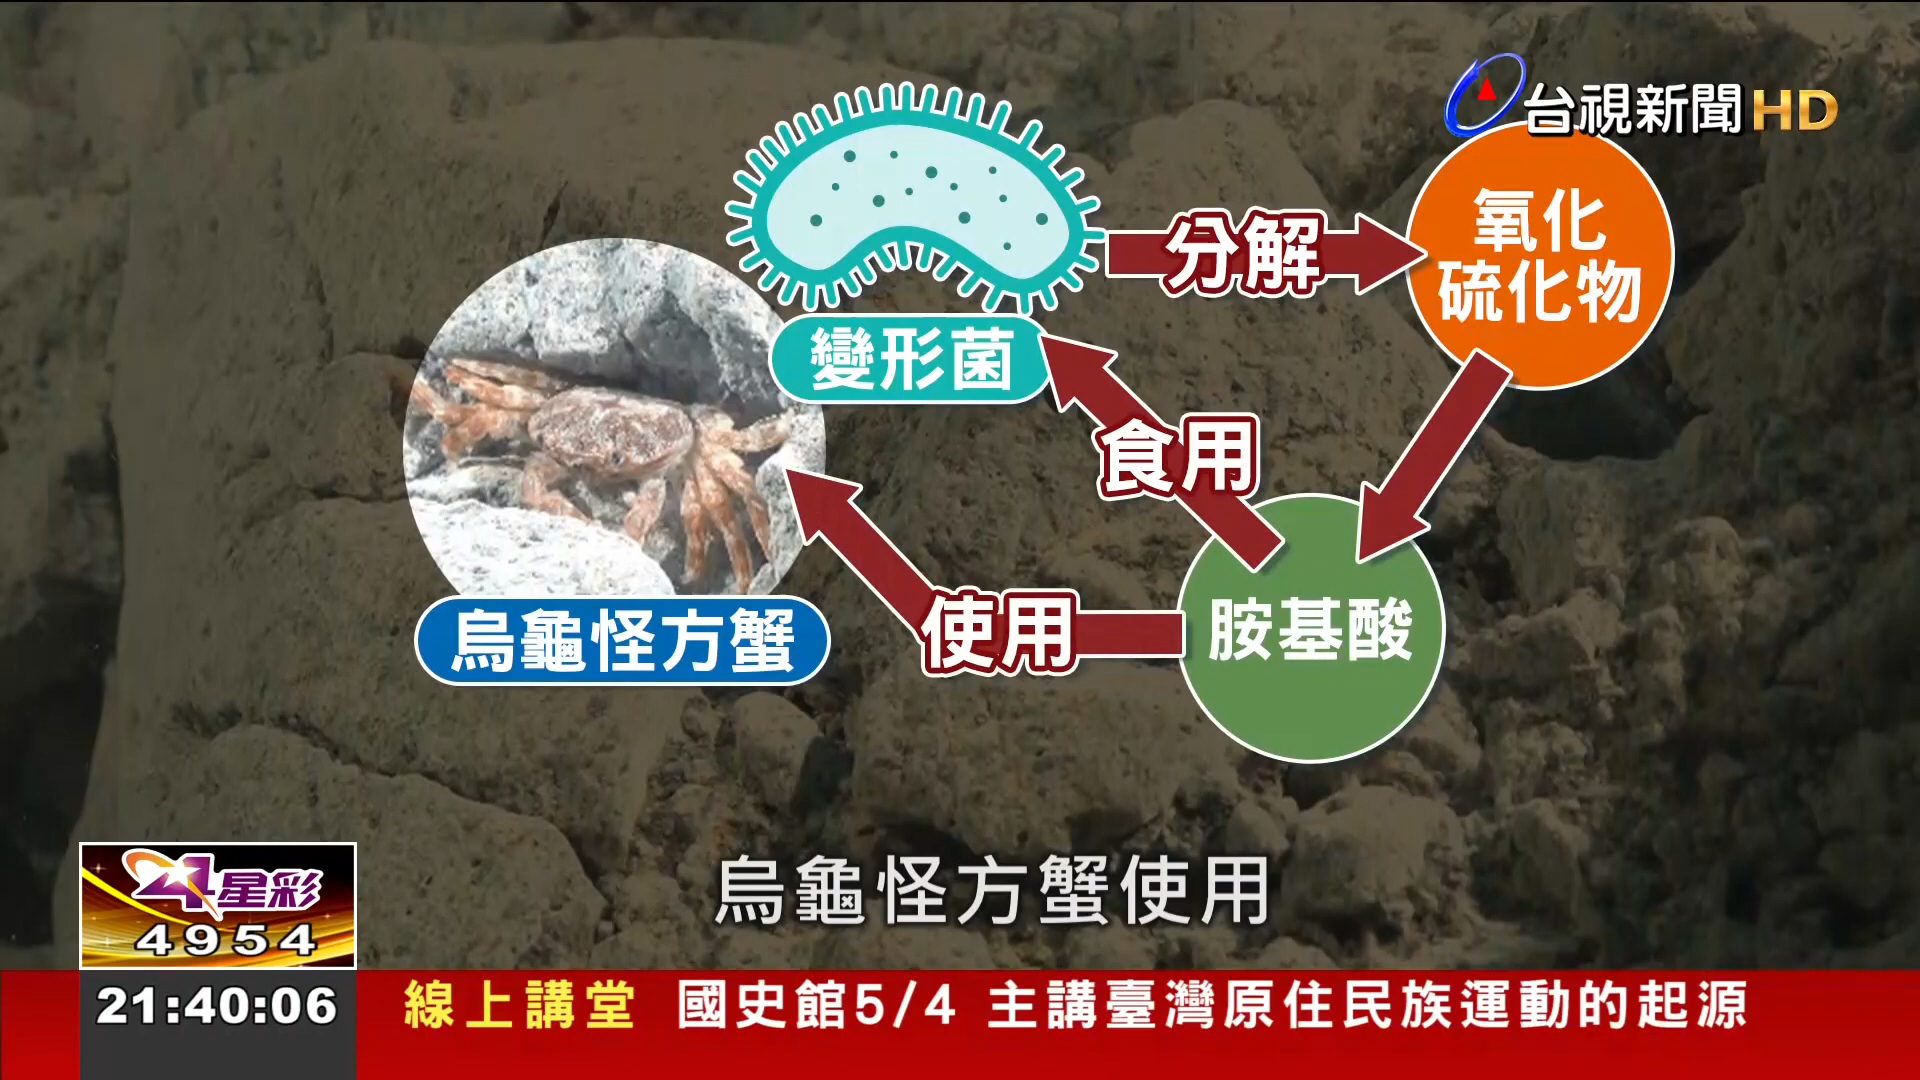 台視新聞HD
氧化
硫化物
分解
變形菌
食用
使用
胺基酸
烏龜怪方蟹
烏龜怪方蟹使用
4星彩
4954
21:40:06
線上講堂 國史館5/4 主講臺灣原住民族運動的起源